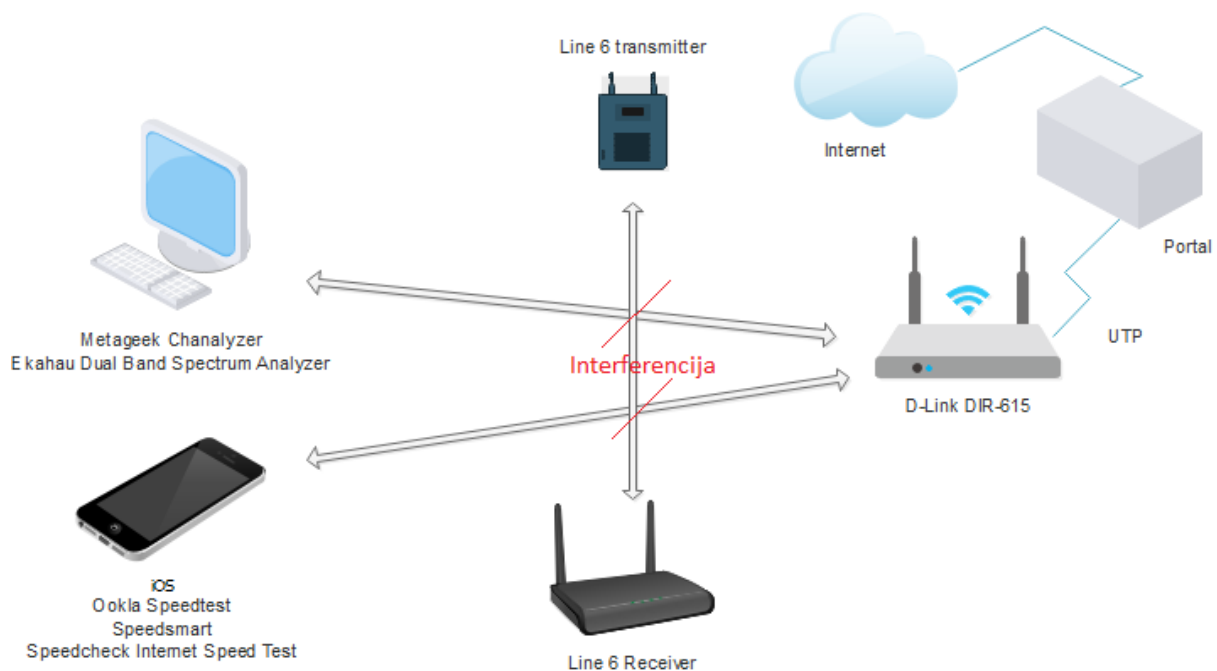 Line 6 transmitter
Internet
Portal
Metageek Chanalyzer
Ekahau Dual Band Spectrum Analyzer
Interferencija
UTP
D-Link DIR-615
iOS
Ookla Speedtest
Speedsmart
Speedcheck Internet Speed Test
Line 6 Receiver